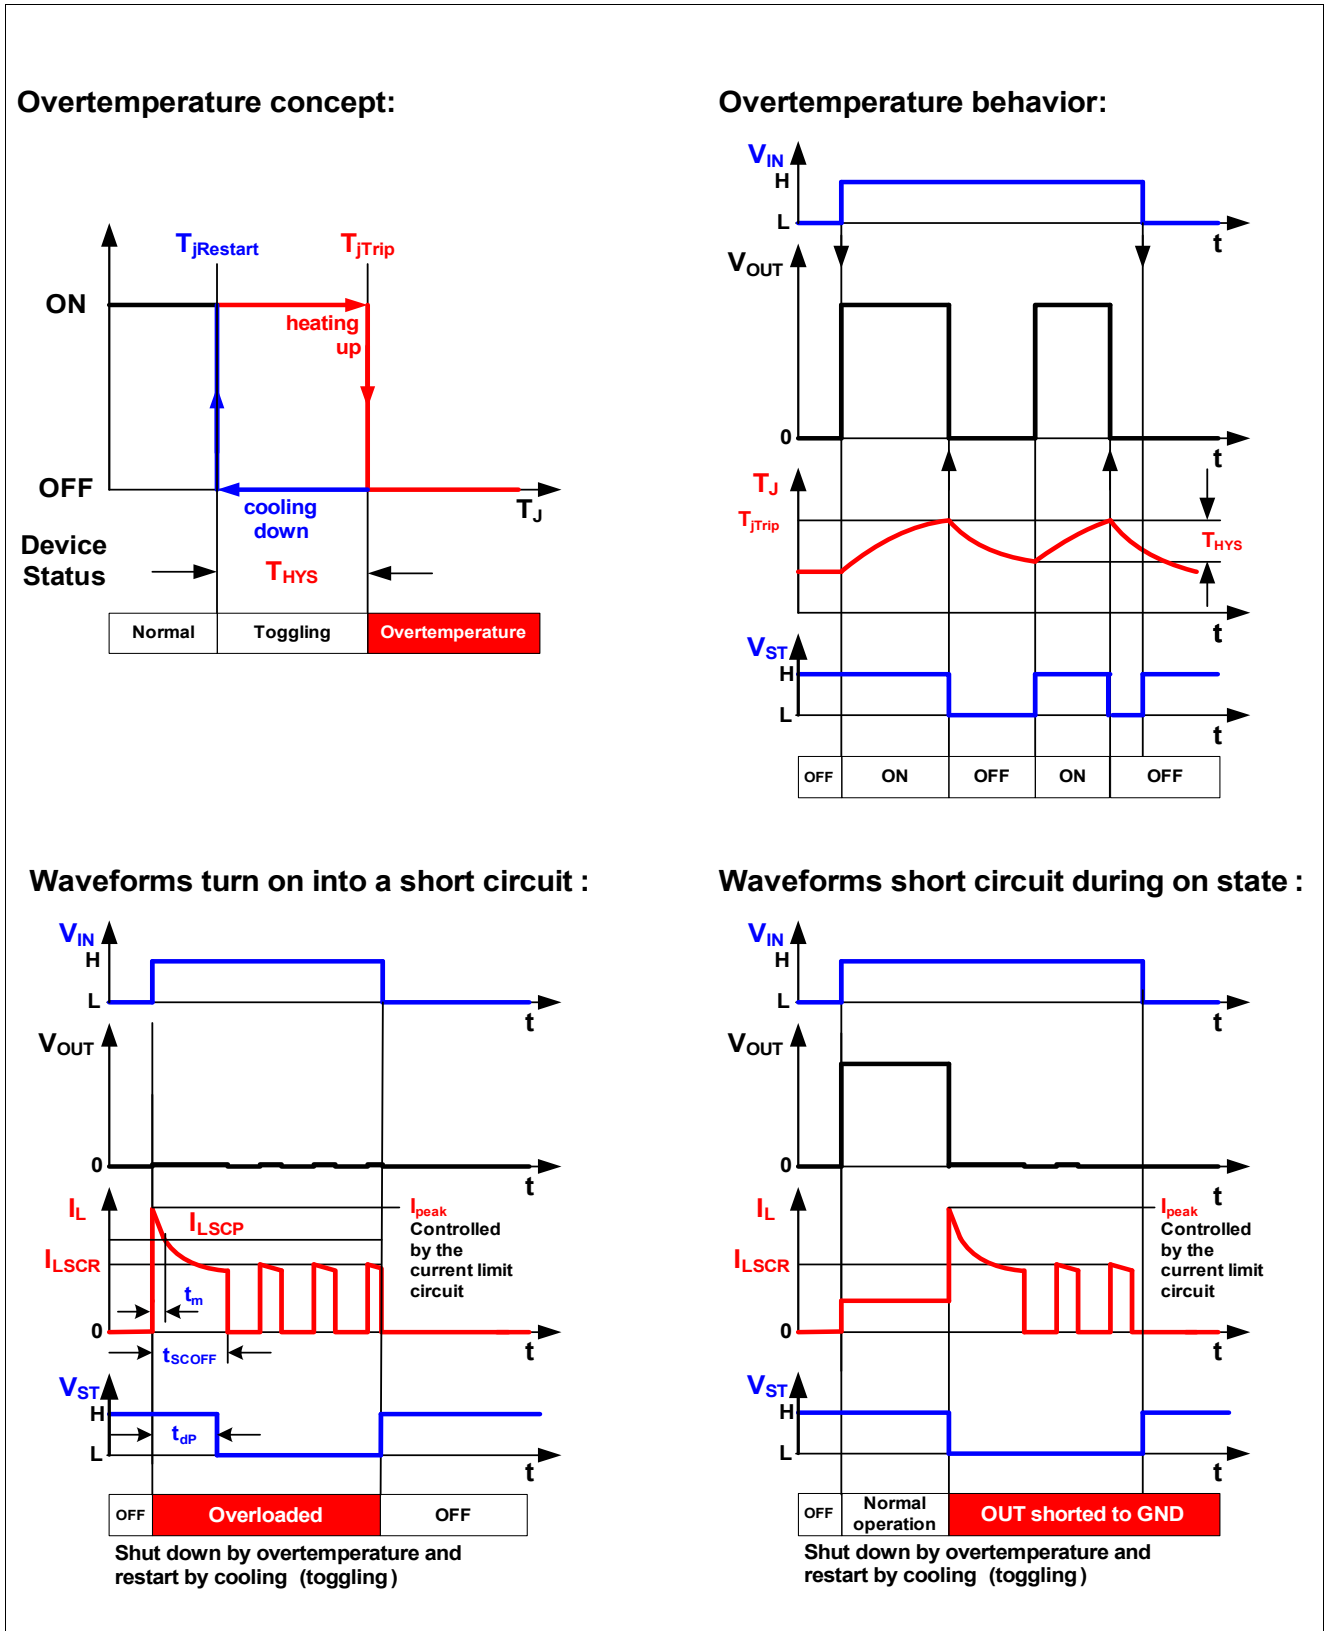 Overtemperature concept:
TjRestart
TjTrip
ON
heating
up
OFF
cooling
down
TJ
Device
Status
THYS
Normal
Toggling
Overtemperature
Overtemperature behavior:
VIN
H
L
t
VOUT
0
t
TJ
TjTrip
THYS
t
VST
H
L
t
OFF
ON
OFF
ON
OFF
Waveforms turn on into a short circuit :
VIN
H
L
t
VOUT
0
t
IL
ILSCP
Ipeak
Controlled
by the
current limit
circuit
ILSCR
tm
0
t
tSCOFF
VST
H
tdP
L
t
OFF
Overloaded
OFF
Shut down by overtemperature and
restart by cooling (toggling)
Waveforms short circuit during on state :
VIN
H
L
t
VOUT
0
t
IL
Ipeak
Controlled
by the
current limit
circuit
ILSCR
0
t
VST
H
L
t
OFF
Normal
operation
OUT shorted to GND
Shut down by overtemperature and
restart by cooling (toggling)